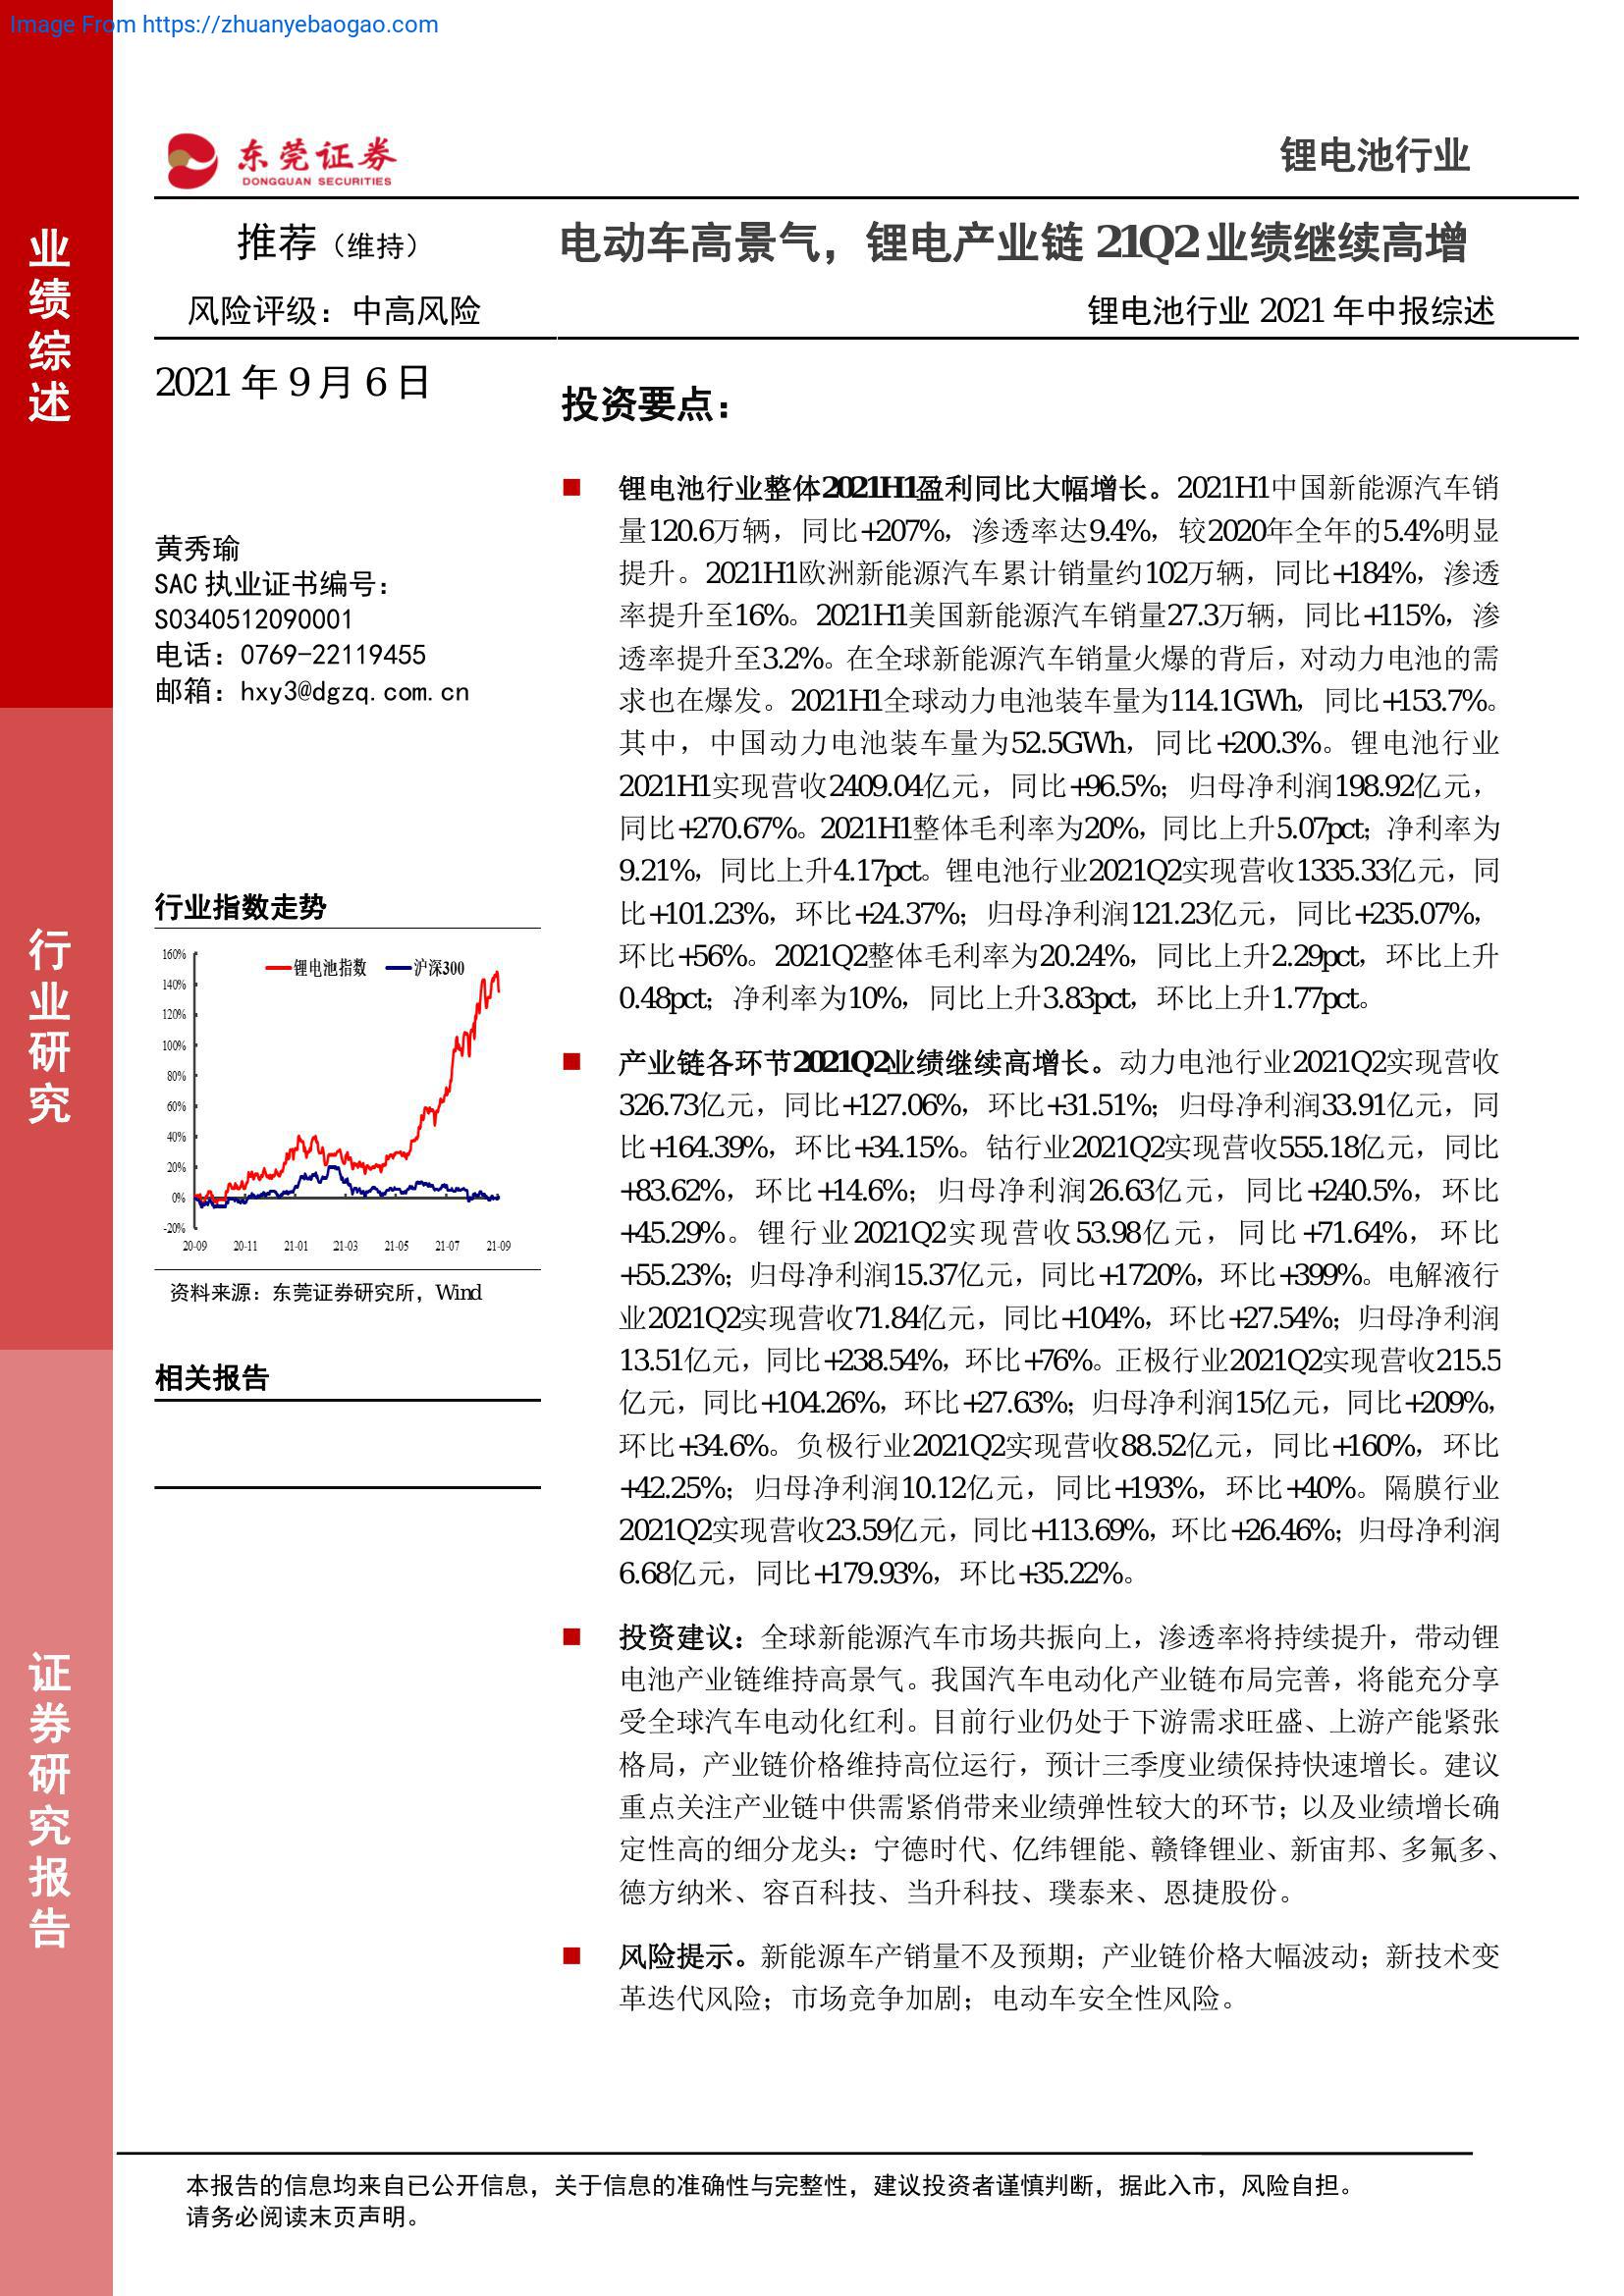 Image From https://zhuanyebaogao.com
东莞证券
DONGGUAN SECURITIES
锂电池行业
业绩综述
行业研究
证券研究报告
推荐（维持）
风险评级：中高风险
电动车高景气，锂电产业链 21Q2 业绩继续高增
锂电池行业 2021 年中报综述
2021 年 9 月 6 日
黄秀瑜
SAC 执业证书编号：
S0340512090001
电话：0769-22119455
邮箱：hxy3@dgzq.com.cn
行业指数走势
锂电池指数 沪深300
160%
140%
120%
100%
80%
60%
40%
20%
0%
-20%
20-09 20-11 21-01 21-03 21-05 21-07 21-09
资料来源：东莞证券研究所，Wind
相关报告
投资要点：
■ 锂电池行业整体2021H1盈利同比大幅增长。2021H1中国新能源汽车销
量120.6万辆，同比+207%，渗透率达9.4%，较2020年全年的5.4%明显
提升。2021H1欧洲新能源汽车累计销量约102万辆，同比+184%，渗透
率提升至16%。2021H1美国新能源汽车销量27.3万辆，同比+115%，渗
透率提升至3.2%。在全球新能源汽车销量火爆的背后，对动力电池的需
求也在爆发。2021H1全球动力电池装车量为114.1GWh，同比+153.7%。
其中，中国动力电池装车量为52.5GWh，同比+200.3%。锂电池行业
2021H1实现营收2409.04亿元，同比+96.5%；归母净利润198.92亿元，
同比+270.67%。2021H1整体毛利率为20%，同比上升5.07pct；净利率为
9.21%，同比上升4.17pct。锂电池行业2021Q2实现营收1335.33亿元，同
比+101.23%，环比+24.37%；归母净利润121.23亿元，同比+235.07%，
环比+56%。2021Q2整体毛利率为20.24%，同比上升2.29pct，环比上升
0.48pct；净利率为10%，同比上升3.83pct，环比上升1.77pct。
■ 产业链各环节2021Q2业绩继续高增长。动力电池行业2021Q2实现营收
326.73亿元，同比+127.06%，环比+31.51%；归母净利润33.91亿元，同
比+164.39%，环比+34.15%。钴行业2021Q2实现营收555.18亿元，同比
+83.62%，环比+14.6%；归母净利润26.63亿元，同比+240.5%，环比
+45.29%。锂行业2021Q2实现营收53.98亿元，同比+71.64%，环比
+55.23%；归母净利润15.37亿元，同比+1720%，环比+399%。电解液行
业2021Q2实现营收71.84亿元，同比+104%，环比+27.54%；归母净利润
13.51亿元，同比+238.54%，环比+76%。正极行业2021Q2实现营收215.5
亿元，同比+104.26%，环比+27.63%；归母净利润15亿元，同比+209%，
环比+34.6%。负极行业2021Q2实现营收88.52亿元，同比+160%，环比
+42.25%；归母净利润10.12亿元，同比+193%，环比+40%。隔膜行业
2021Q2实现营收23.59亿元，同比+113.69%，环比+26.46%；归母净利润
6.68亿元，同比+179.93%，环比+35.22%。
■ 投资建议：全球新能源汽车市场共振向上，渗透率将持续提升，带动锂
电池产业链维持高景气。我国汽车电动化产业链布局完善，将能充分享
受全球汽车电动化红利。目前行业仍处于下游需求旺盛、上游产能紧张
格局，产业链价格维持高位运行，预计三季度业绩保持快速增长。建议
重点关注产业链中供需紧俏带来业绩弹性较大的环节；以及业绩增长确
定性高的细分龙头：宁德时代、亿纬锂能、赣锋锂业、新宙邦、多氟多、
德方纳米、容百科技、当升科技、璞泰来、恩捷股份。
■ 风险提示。新能源车产销量不及预期；产业链价格大幅波动；新技术变
革迭代风险；市场竞争加剧；电动车安全性风险。
本报告的信息均来自已公开信息，关于信息的准确性与完整性，建议投资者谨慎判断，据此入市，风险自担。
请务必阅读末页声明。